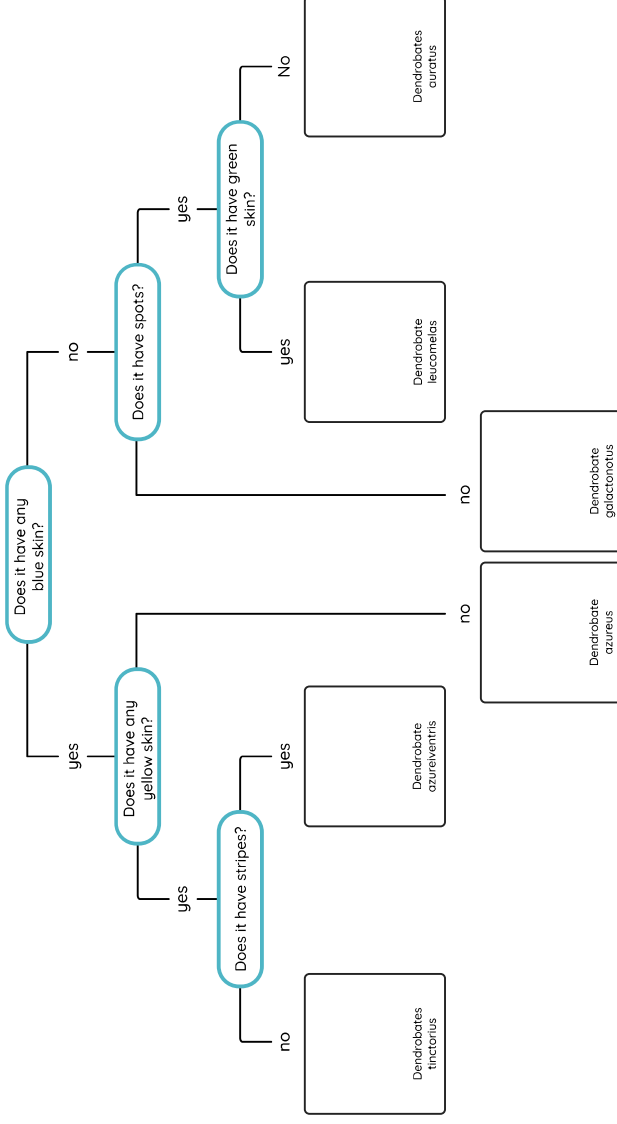 Does it have any
blue skin?
yes
no
Does it have any
yellow skin?
Does it have spots?
yes
yes
Does it have stripes?
Does it have green
skin?
no
yes
yes
No
Dendrobates
tinctorius
Dendrobate
azureiventris
Dendrobate
leucomelas
Dendrobates
auratus
no
no
Dendrobate
azureus
Dendrobate
galactonotus